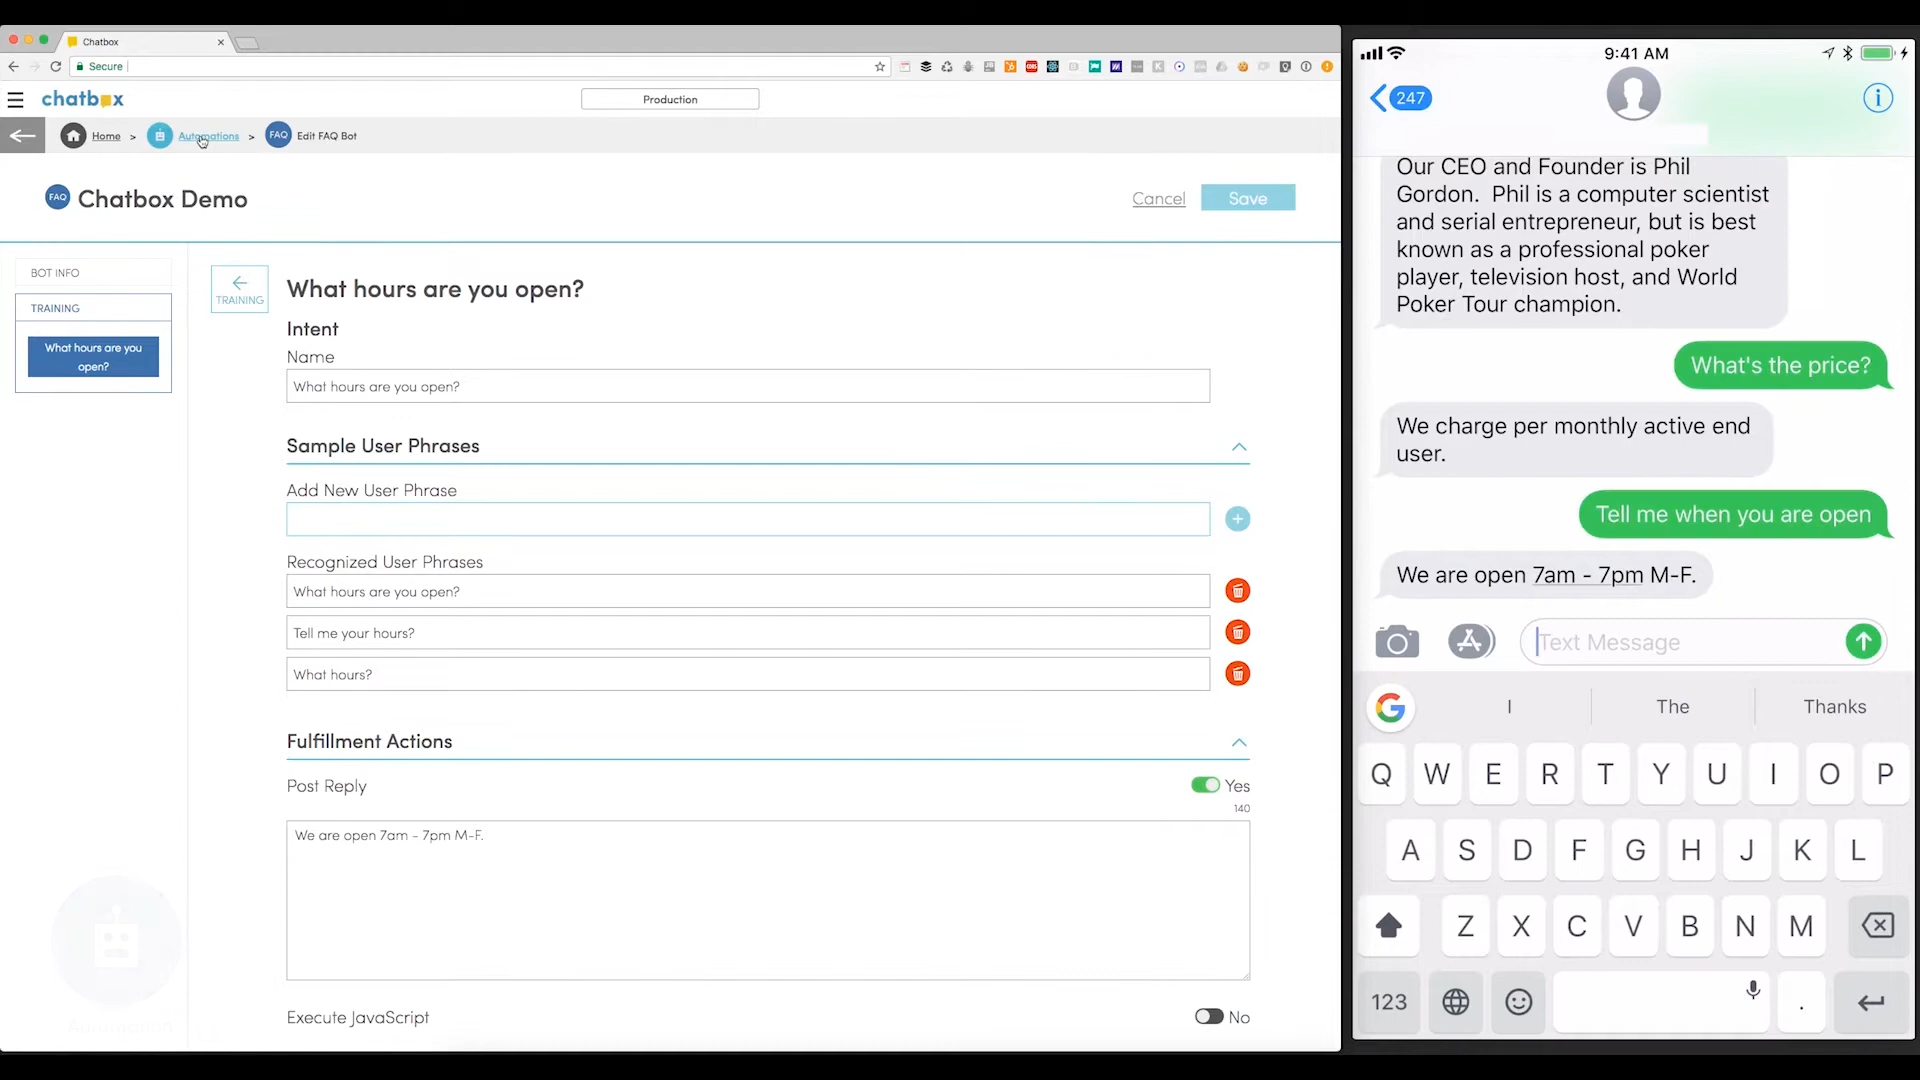 Chatbox
Secure
chatbox
Production
Home > Automations > FAQ Edit FAQ Bot
FAQ Chatbox Demo
Cancel
Save
BOT INFO
TRAINING
What hours are you
open?
TRAINING
What hours are you open?
Intent
Name
What hours are you open?
Sample User Phrases
Add New User Phrase
Recognized User Phrases
What hours are you open?
Tell me your hours?
What hours?
Fulfillment Actions
Post Reply
Yes
140
We are open 7am - 7pm M-F.
Execute JavaScript
No
Automation
9:41 AM
247
Our CEO and Founder is Phil
Gordon. Phil is a computer scientist
and serial entrepreneur, but is best
known as a professional poker
player, television host, and World
Poker Tour champion.
What's the price?
We charge per monthly active end
user.
Tell me when you are open
We are open 7am - 7pm M-F.
Text Message
I The Thanks
Q W E R T Y U I O P
A S D F G H J K L
Z X C V B N M
123 .